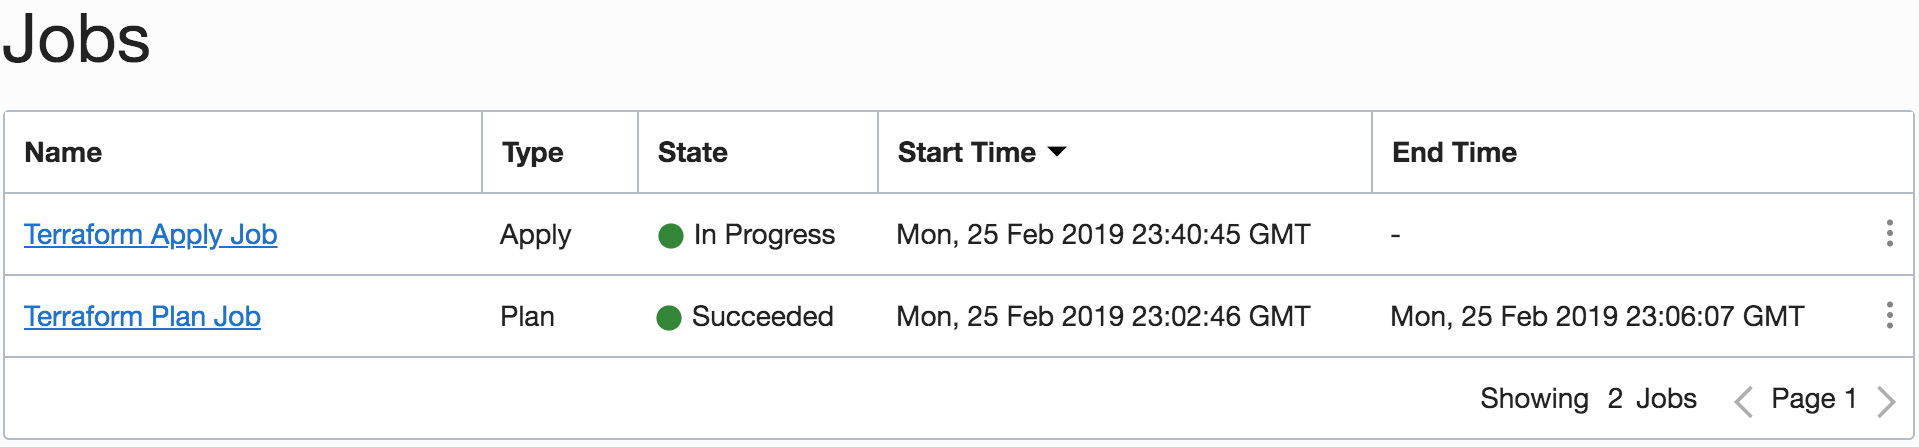 Jobs
Name Type State Start Time End Time
Terraform Apply Job Apply In Progress Mon, 25 Feb 2019 23:40:45 GMT -
Terraform Plan Job Plan Succeeded Mon, 25 Feb 2019 23:02:46 GMT Mon, 25 Feb 2019 23:06:07 GMT
Showing 2 Jobs Page 1